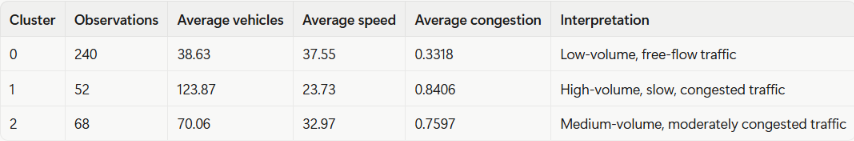 Cluster Observations Average vehicles Average speed Average congestion Interpretation
0 240 38.63 37.55 0.3318 Low-volume, free-flow traffic
1 52 123.87 23.73 0.8406 High-volume, slow, congested traffic
2 68 70.06 32.97 0.7597 Medium-volume, moderately congested traffic